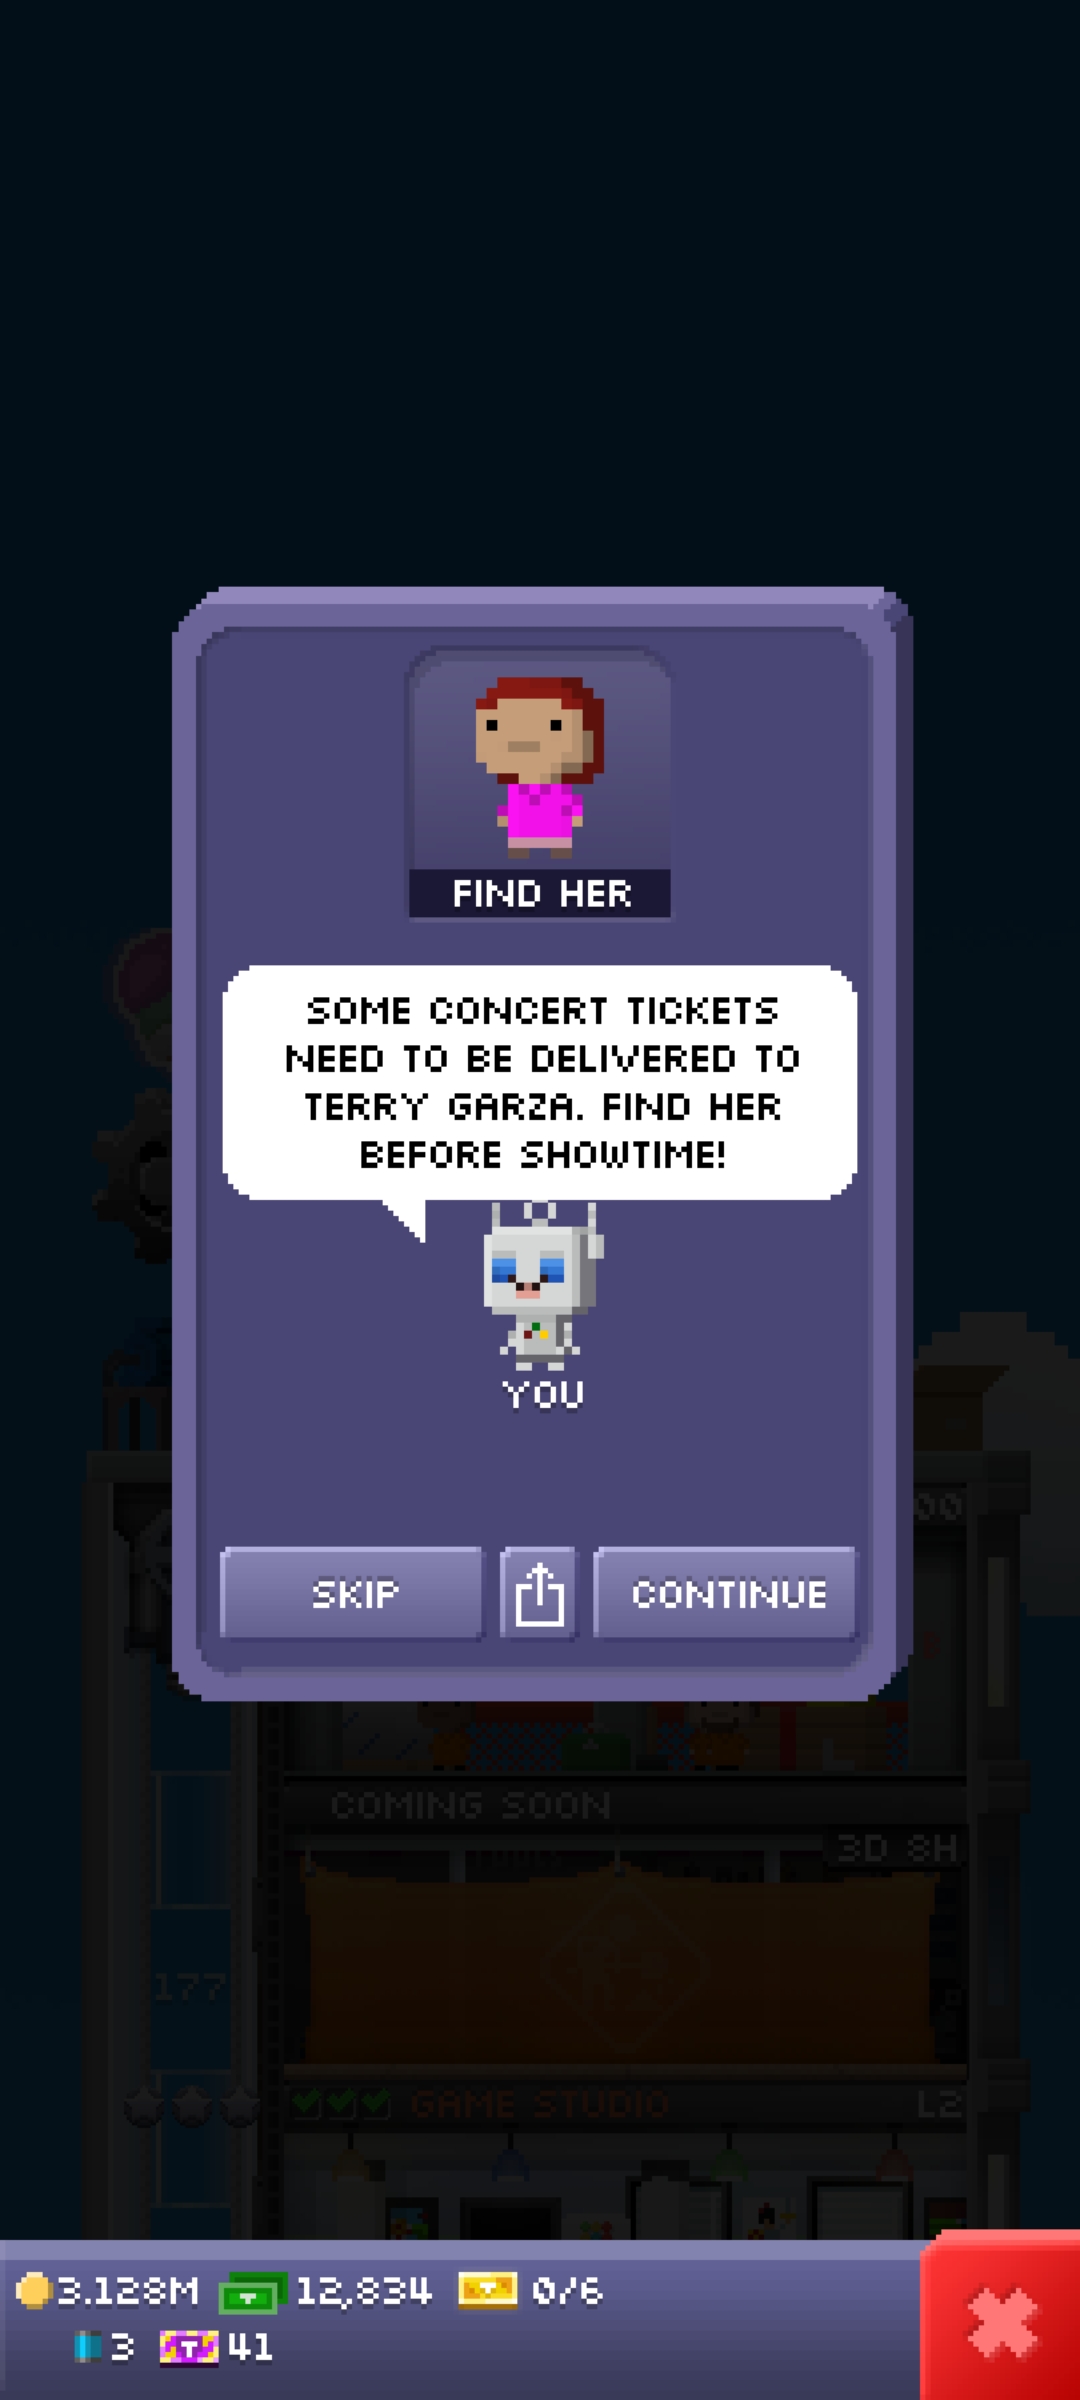 FIND HER
SOME CONCERT TICKETS
NEED TO BE DELIVERED TO
TERRY GARZA. FIND HER
BEFORE SHOWTIME!
YOU
SKIP
CONTINUE
00
COMING SOON
3D 8H
177
GAME STUDIO
L2
3.128M
12,834
0/6
3
41